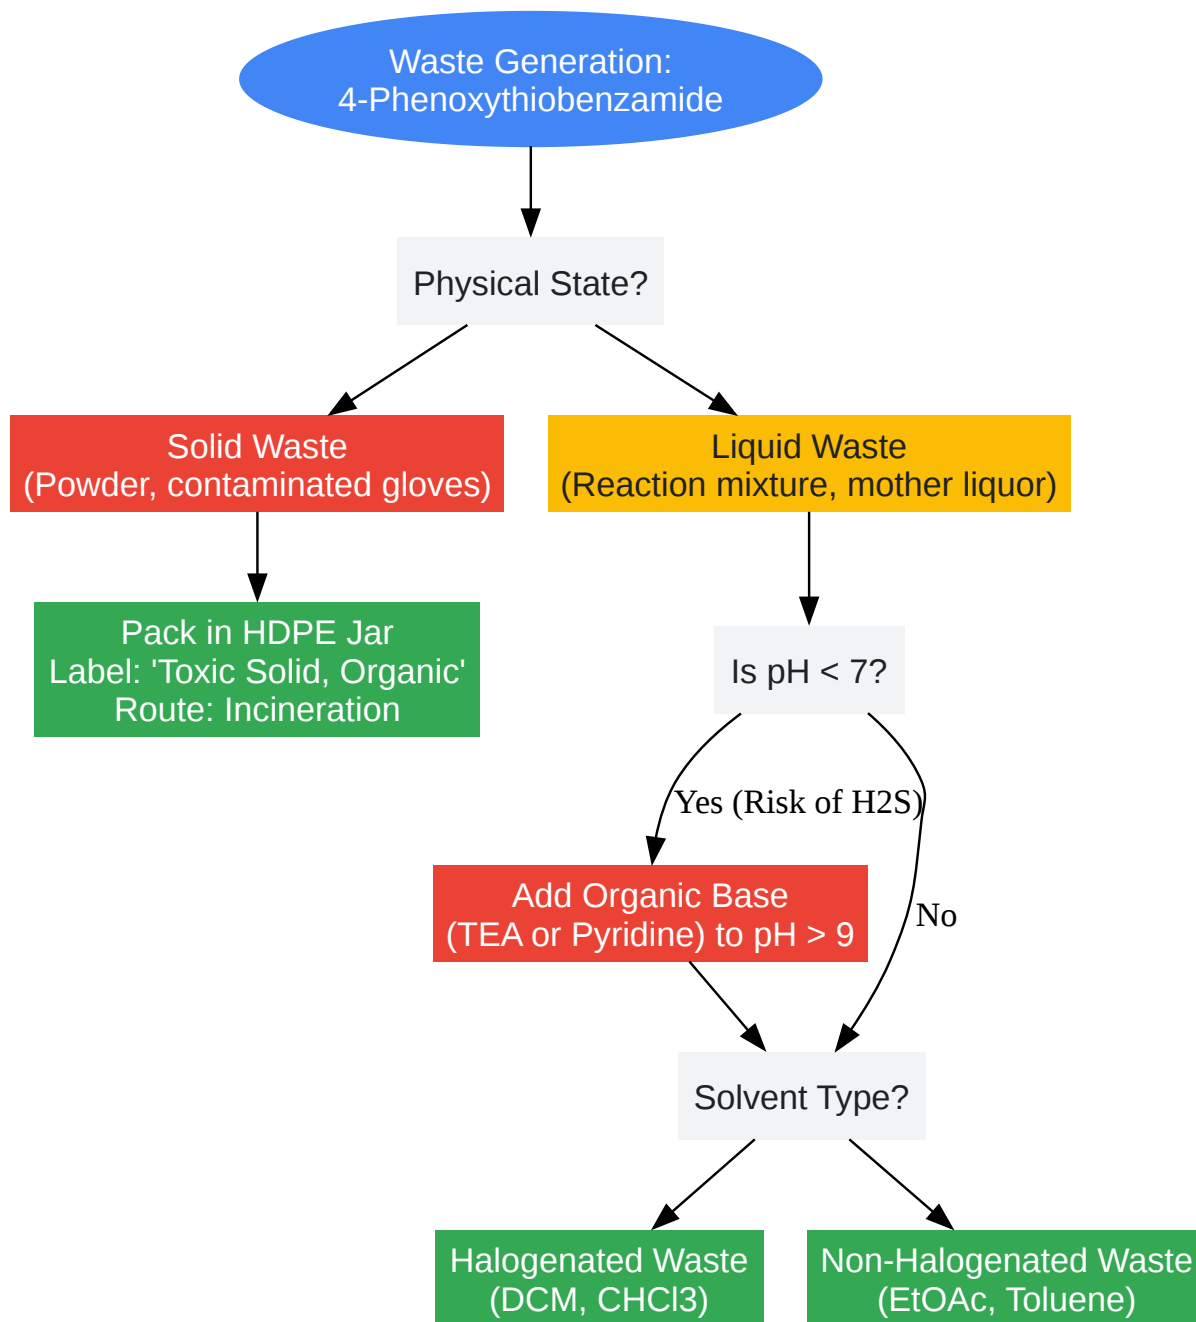 Waste Generation:
4-Phenoxythiobenzamide
Physical State?
Solid Waste
(Powder, contaminated gloves)
Liquid Waste
(Reaction mixture, mother liquor)
Pack in HDPE Jar
Label: 'Toxic Solid, Organic'
Route: Incineration
Is pH < 7?
Yes (Risk of H2S)
Add Organic Base
(TEA or Pyridine) to pH > 9
No
Solvent Type?
Halogenated Waste
(DCM, CHCl3)
Non-Halogenated Waste
(EtOAc, Toluene)